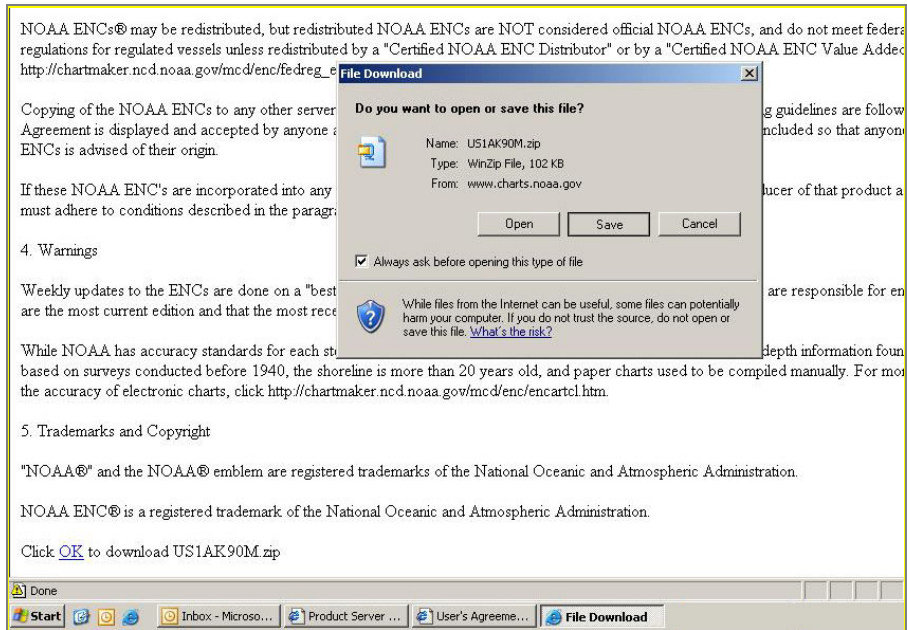 NOAA ENCs® may be redistributed, but redistributed NOAA ENCs are NOT considered official NOAA ENCs, and do not meet federa
regulations for regulated vessels unless redistributed by a "Certified NOAA ENC Distributor" or by a "Certified NOAA ENC Value Added
http://chartmaker.ncd.noaa.gov/mcd/enc/fedreg_e
File Download
Do you want to open or save this file?
Copying of the NOAA ENCs to any other server
g guidelines are follow
Agreement is displayed and accepted by anyone a
ncluded so that anyon
ENCs is advised of their origin.
Name: US1AK90M.zip
Type: WinZip File, 102 KB
From: www.charts.noaa.gov
If these NOAA ENC's are incorporated into any
ducer of that product a
must adhere to conditions described in the paragra
Open Save Cancel
4. Warnings
Always ask before opening this type of file
Weekly updates to the ENCs are done on a "best
are responsible for en
are the most current edition and that the most rece
While files from the Internet can be useful, some files can potentially
harm your computer. If you do not trust the source, do not open or
save this file. What's the risk?
While NOAA has accuracy standards for each st
depth information foun
based on surveys conducted before 1940, the shoreline is more than 20 years old, and paper charts used to be compiled manually. For mor
the accuracy of electronic charts, click http://chartmaker.ncd.noaa.gov/mcd/enc/encartcl.htm.
5. Trademarks and Copyright
"NOAA®" and the NOAA® emblem are registered trademarks of the National Oceanic and Atmospheric Administration.
NOAA ENC® is a registered trademark of the National Oceanic and Atmospheric Administration.
Click OK to download US1AK90M.zip
Done
Start Inbox - Microso... Product Server ... User's Agreeme... File Download